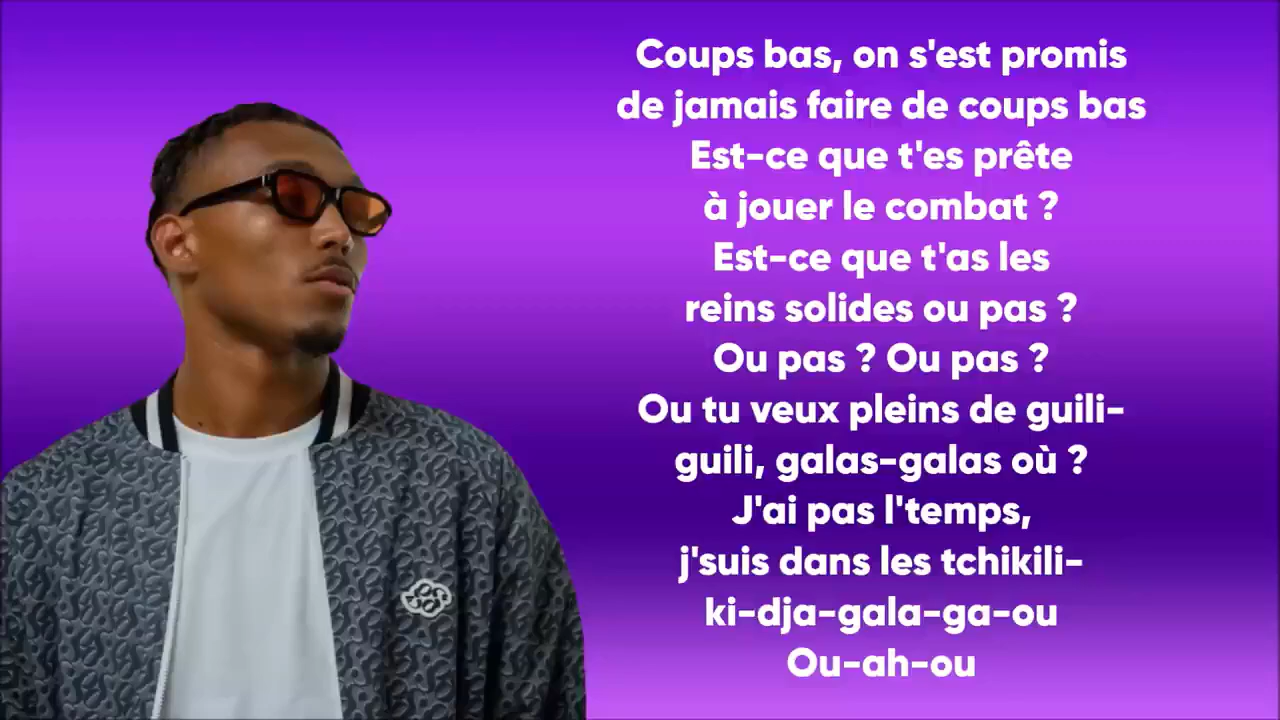 Coups bas, on s'est promis
de jamais faire de coups bas
Est-ce que t'es prête
à jouer le combat ?
Est-ce que t'as les
reins solides ou pas ?
Ou pas ? Ou pas ?
Ou tu veux pleins de guili-
guili, galas-galas où ?
J'ai pas l'temps,
j'suis dans les tchikili-
ki-dja-gala-ga-ou
Ou-ah-ou